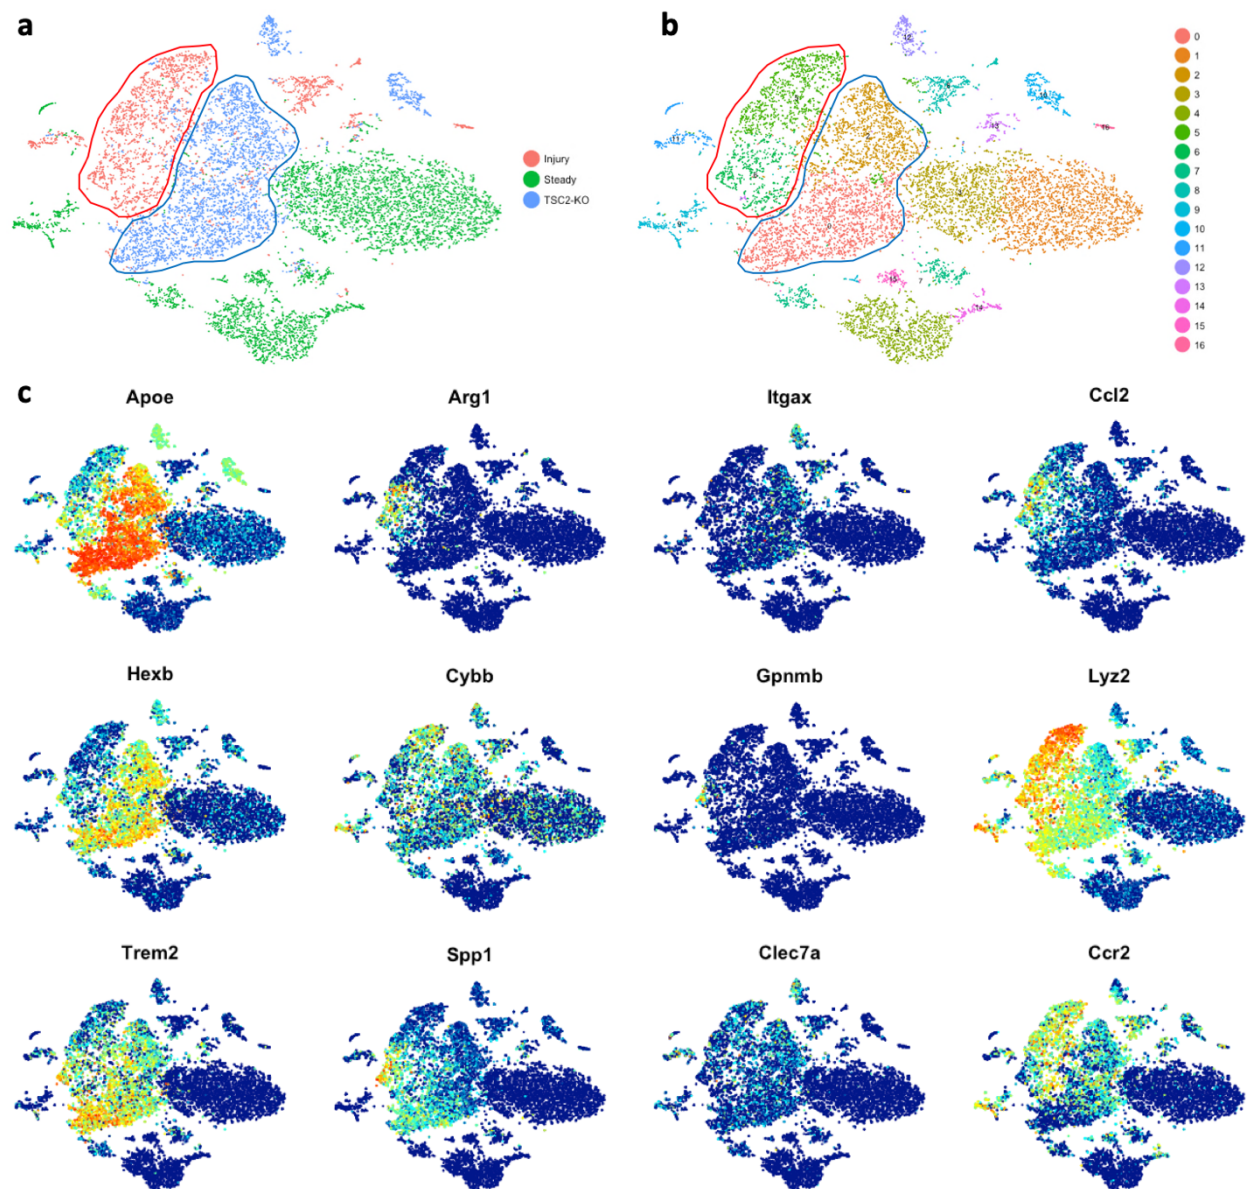 a
b
Injury
Steady
TSC2-KO
0
1
2
3
4
5
6
7
8
9
10
11
12
13
14
15
16
c
Apoe
Arg1
Itgax
Ccl2
Hexb
Cybb
Gpnmb
Lyz2
Trem2
Spp1
Clec7a
Ccr2